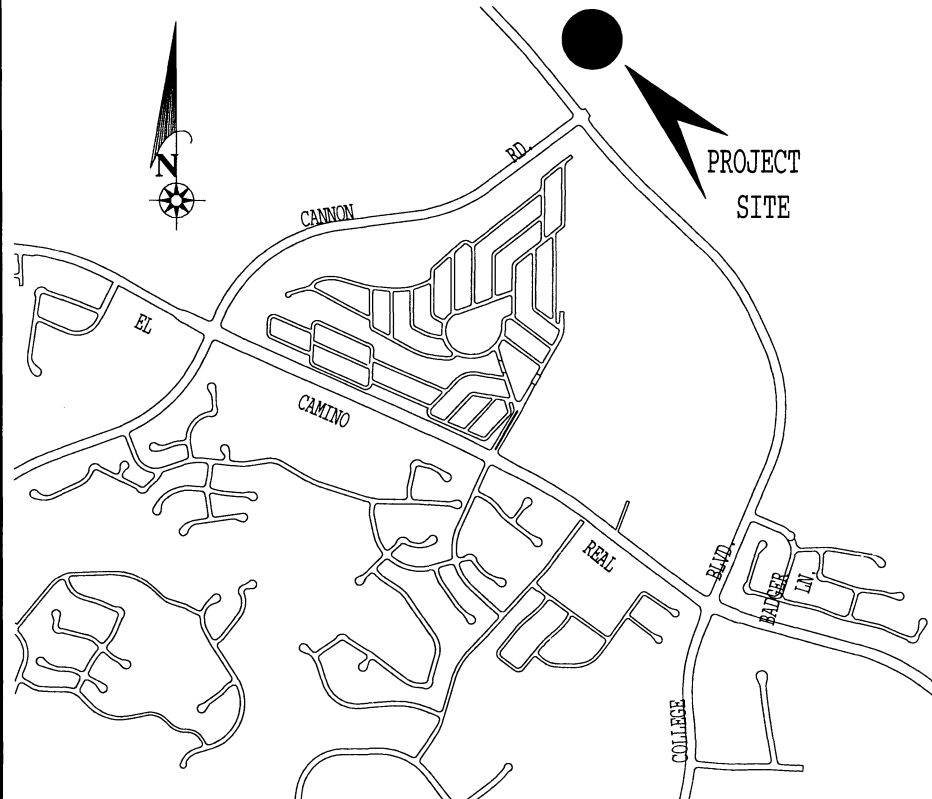 RD.
N
PROJECT
SITE
CANNON
EL
CAMINO
REAL
BLVD.
BADGER
LN.
COLLEGE